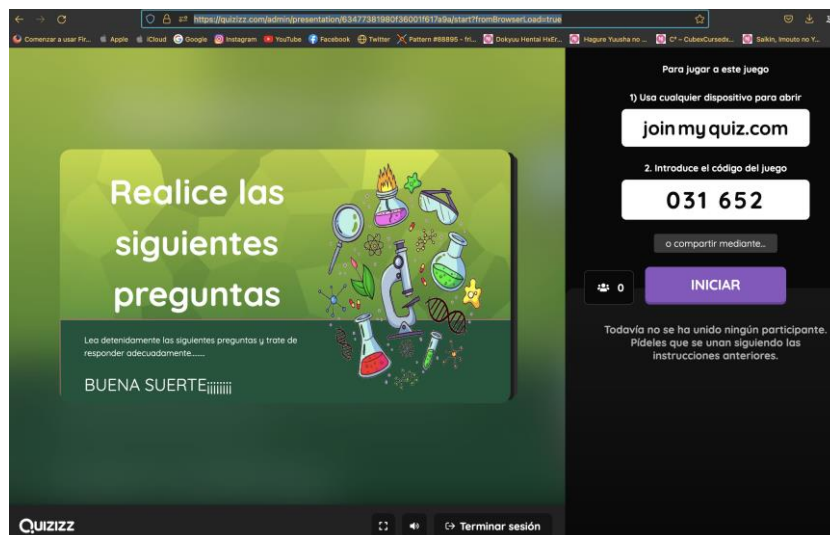 https://quizizz.com/admin/presentation/63477381980f36001f617a9a/start?fromBrowserLoad=true
Comenzar a usar Fir... Apple iCloud Google Instagram YouTube Facebook Twitter Pattern #88895 – fri... Dokyuu Hentai HxEr... Hagure Yuusha no ... C° – CubexCurseds... Saikin, Imouto no Y...
Realice las
siguientes
preguntas
Lea detenidamente las siguientes preguntas y trate de
responder adecuadamente.......
BUENA SUERTE¡¡¡¡¡¡¡¡
Para jugar a este juego
1) Usa cualquier dispositivo para abrir
joinmyquiz.com
2. Introduce el código del juego
031 652
o compartir mediante...
0
INICIAR
Todavía no se ha unido ningún participante.
Pídeles que se unan siguiendo las
instrucciones anteriores.
Quizizz
Terminar sesión